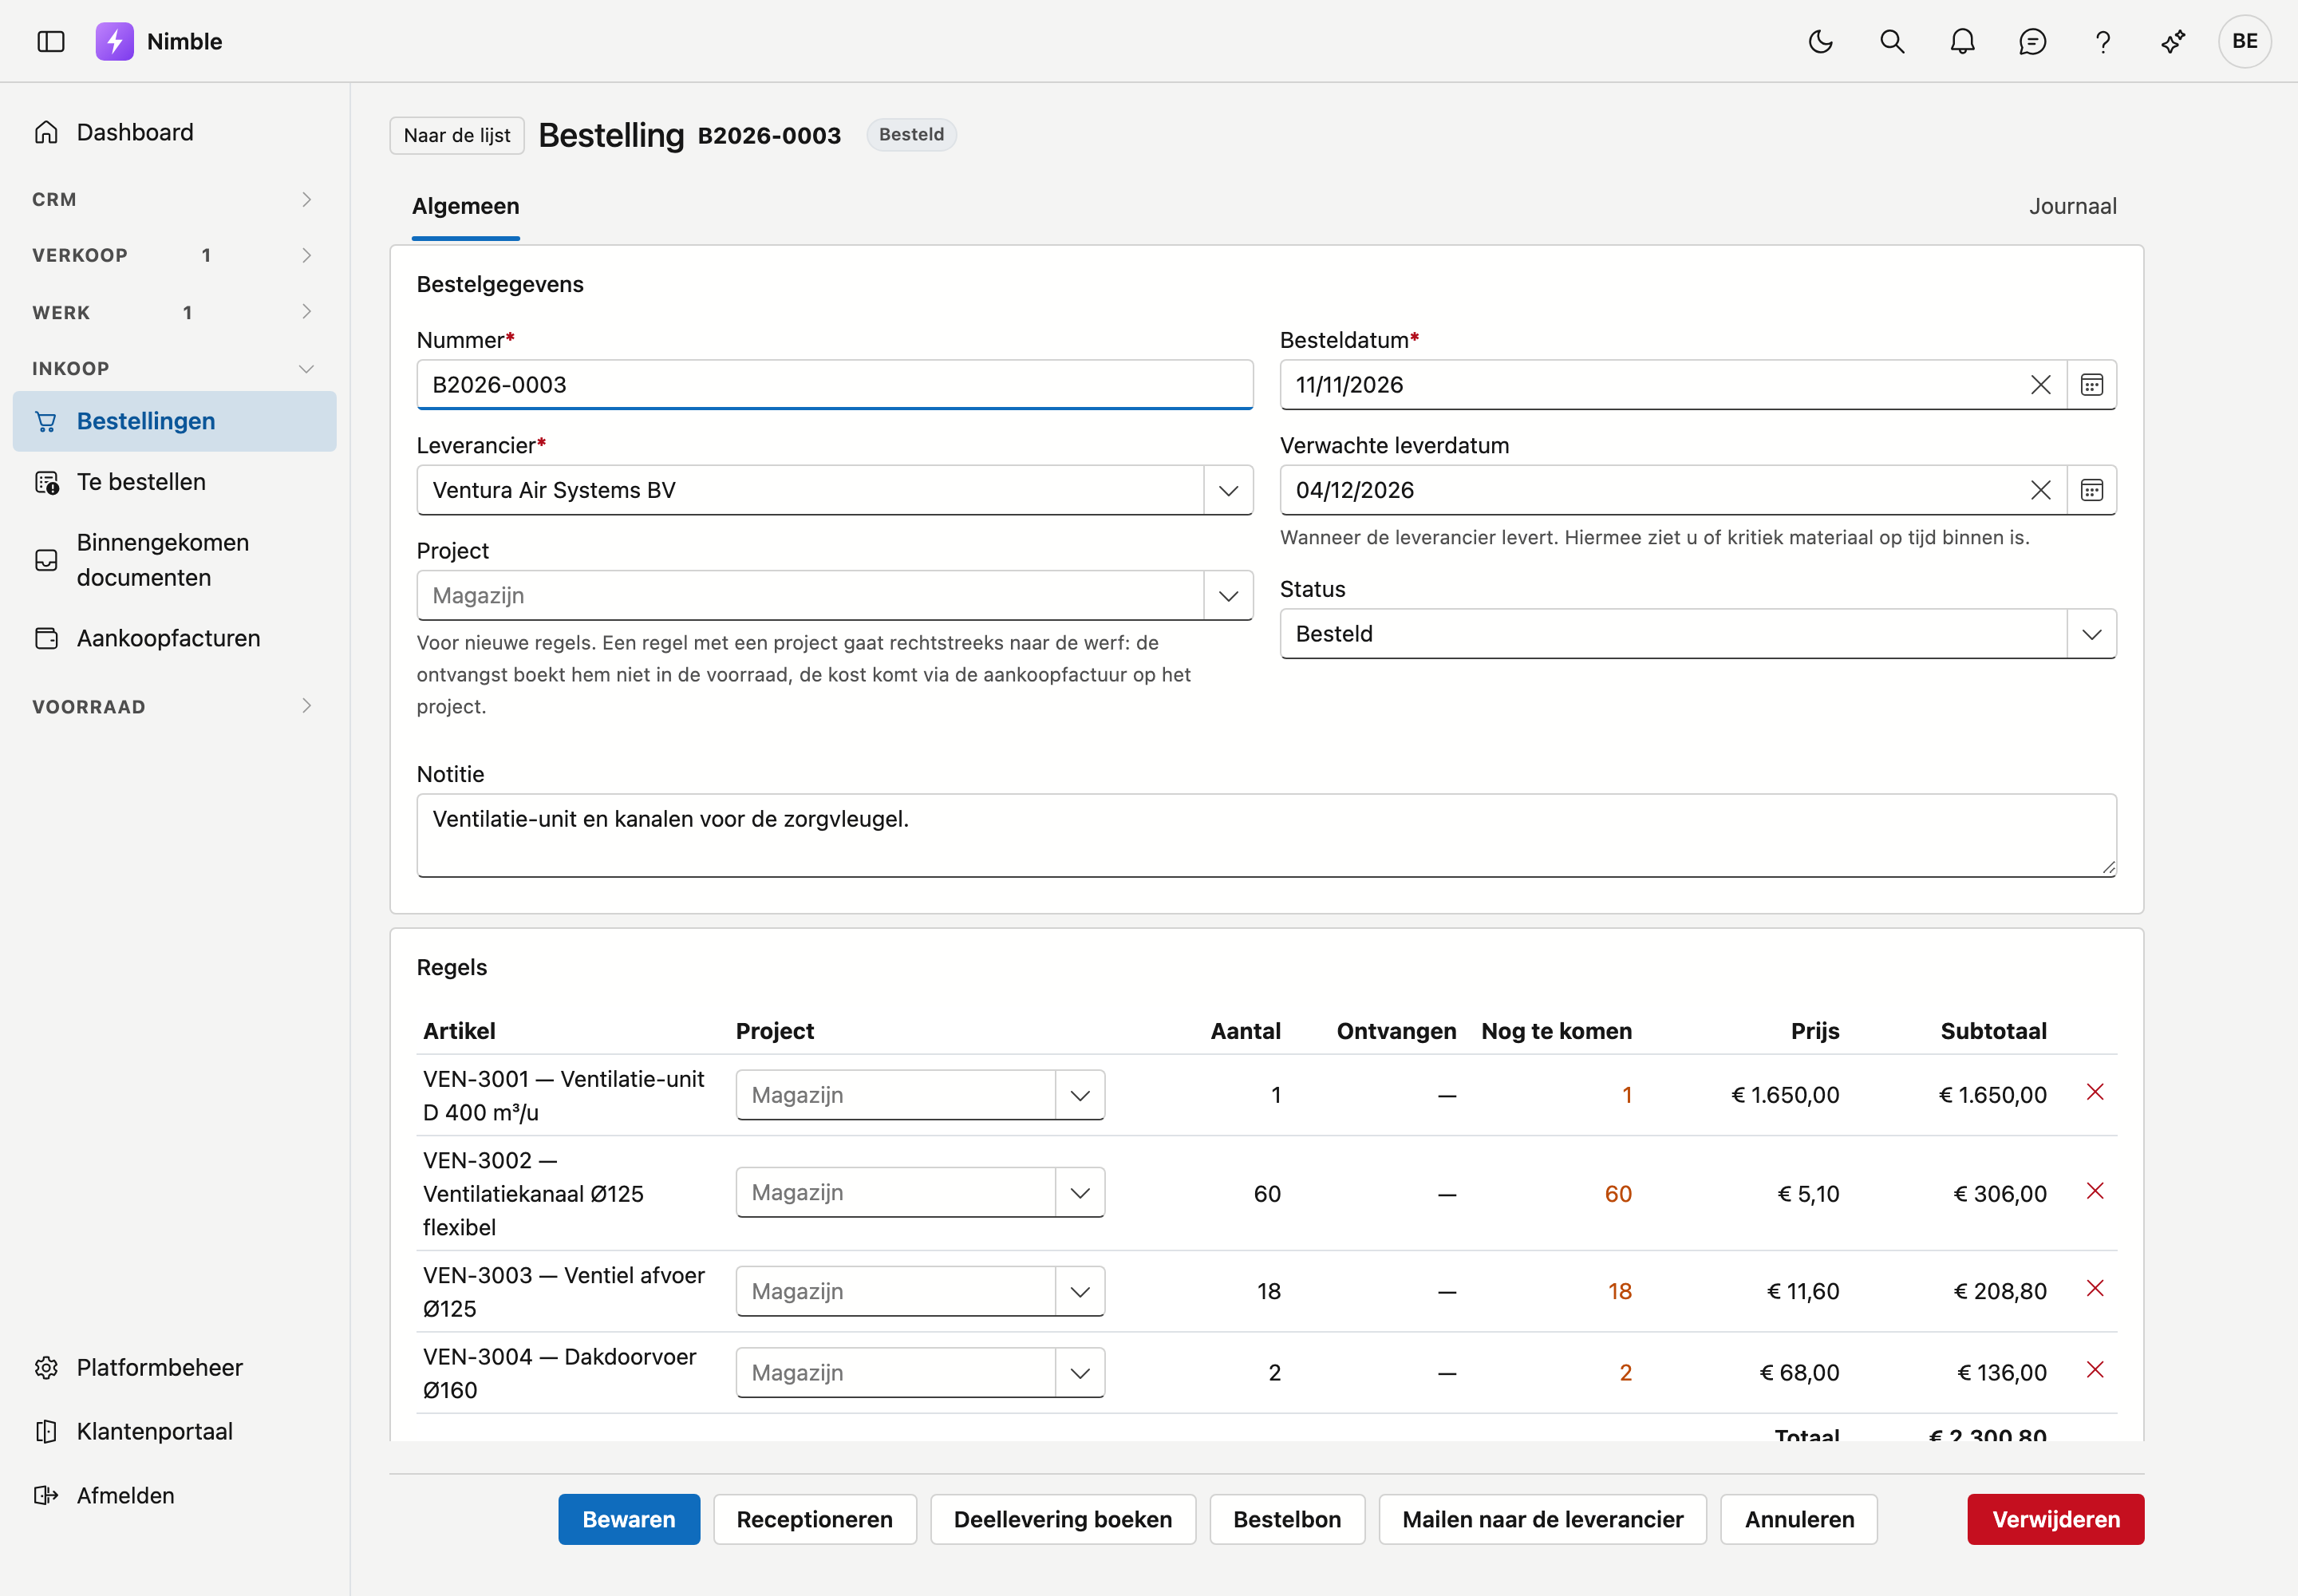 Nimble
BE
Dashboard
CRM
VERKOOP 1
WERK 1
INKOOP
Bestellingen
Te bestellen
Binnengekomen
documenten
Aankoopfacturen
VOORRAAD
Platformbeheer
Klantenportaal
Afmelden
Naar de lijst Bestelling B2026-0003 Besteld
Algemeen Journaal
Bestelgegevens
Nummer*
B2026-0003
Leverancier*
Ventura Air Systems BV
Project
Magazijn
Voor nieuwe regels. Een regel met een project gaat rechtstreeks naar de werf: de
ontvangst boekt hem niet in de voorraad, de kost komt via de aankoopfactuur op het
project.
Besteldatum*
11/11/2026
Verwachte leverdatum
04/12/2026
Wanneer de leverancier levert. Hiermee ziet u of kritiek materiaal op tijd binnen is.
Status
Besteld
Notitie
Ventilatie-unit en kanalen voor de zorgvleugel.
Regels
Artikel Project Aantal Ontvangen Nog te komen Prijs Subtotaal
VEN-3001 — Ventilatie-unit
D 400 m³/u
Magazijn 1 — 1 € 1.650,00 € 1.650,00
VEN-3002 —
Ventilatiekanaal Ø125
flexibel
Magazijn 60 — 60 € 5,10 € 306,00
VEN-3003 — Ventiel afvoer
Ø125
Magazijn 18 — 18 € 11,60 € 208,80
VEN-3004 — Dakdoorvoer
Ø160
Magazijn 2 — 2 € 68,00 € 136,00
Totaal € 2.300,80
Bewaren Receptioneren Deellevering boeken Bestelbon Mailen naar de leverancier Annuleren Verwijderen